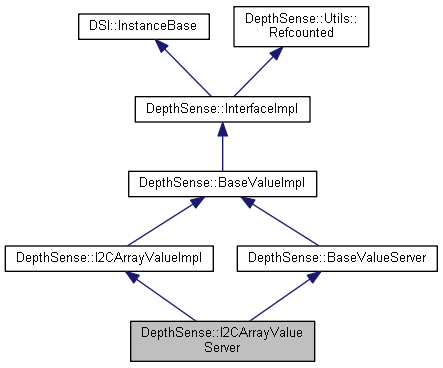 DSI::InstanceBase
DepthSense::Utils::
Refcounted
DepthSense::InterfaceImpl
DepthSense::BaseValueImpl
DepthSense::I2CArrayValueImpl
DepthSense::BaseValueServer
DepthSense::I2CArrayValue
Server